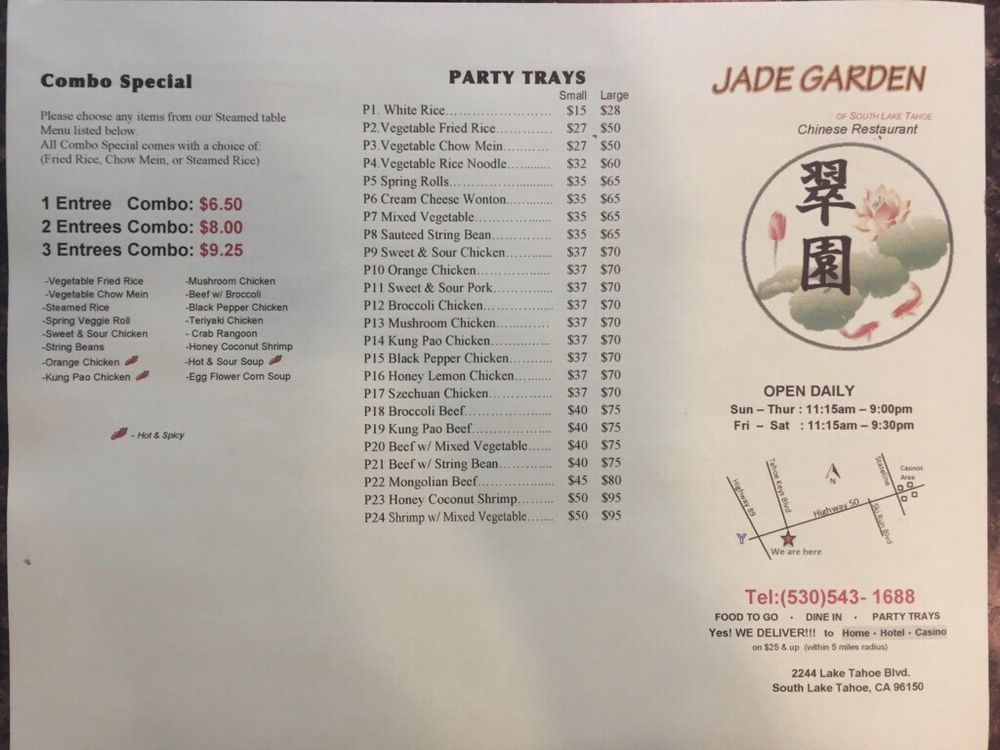 Combo Special
Please choose any items from our Steamed table
Menu listed below.
All Combo Special comes with a choice of:
(Fried Rice, Chow Mein, or Steamed Rice)
1 Entree Combo: $6.50
2 Entrees Combo: $8.00
3 Entrees Combo: $9.25
-Vegetable Fried Rice
-Vegetable Chow Mein
-Steamed Rice
-Spring Veggie Roll
-Sweet & Sour Chicken
-String Beans
-Orange Chicken
-Kung Pao Chicken
-Mushroom Chicken
-Beef w/ Broccoli
-Black Pepper Chicken
-Teriyaki Chicken
- Crab Rangoon
-Honey Coconut Shrimp
-Hot & Sour Soup
-Egg Flower Corn Soup
- Hot & Spicy
PARTY TRAYS
Small Large
P1. White Rice........................ $15 $28
P2.Vegetable Fried Rice............. $27 $50
P3.Vegetable Chow Mein........... $27 $50
P4.Vegetable Rice Noodle.......... $32 $60
P5 Spring Rolls....................... $35 $65
P6 Cream Cheese Wonton.......... $35 $65
P7 Mixed Vegetable................. $35 $65
P8 Sauteed String Bean............. $35 $65
P9 Sweet & Sour Chicken.......... $37 $70
P10 Orange Chicken................. $37 $70
P11 Sweet & Sour Pork............. $37 $70
P12 Broccoli Chicken............... $37 $70
P13 Mushroom Chicken............ $37 $70
P14 Kung Pao Chicken............. $37 $70
P15 Black Pepper Chicken......... $37 $70
P16 Honey Lemon Chicken........ $37 $70
P17 Szechuan Chicken............. $37 $70
P18 Broccoli Beef................... $40 $75
P19 Kung Pao Beef................. $40 $75
P20 Beef w/ Mixed Vegetable..... $40 $75
P21 Beef w/ String Bean............ $40 $75
P22 Mongolian Beef................ $45 $80
P23 Honey Coconut Shrimp....... $50 $95
P24 Shrimp w/ Mixed Vegetable...... $50 $95
JADE GARDEN
OF SOUTH LAKE TAHOE
Chinese Restaurant
翠
園
OPEN DAILY
Sun – Thur : 11:15am – 9:00pm
Fri – Sat : 11:15am – 9:30pm
Highway 89
Tahoe Keys Blvd
N
Stateline
Casinos
Area
Highway 50
Ski Run Blvd
Y
We are here
Tel:(530)543- 1688
FOOD TO GO · DINE IN · PARTY TRAYS
Yes! WE DELIVER!!! to Home · Hotel · Casino
on $25 & up (within 5 miles radius)
2244 Lake Tahoe Blvd.
South Lake Tahoe, CA 96150